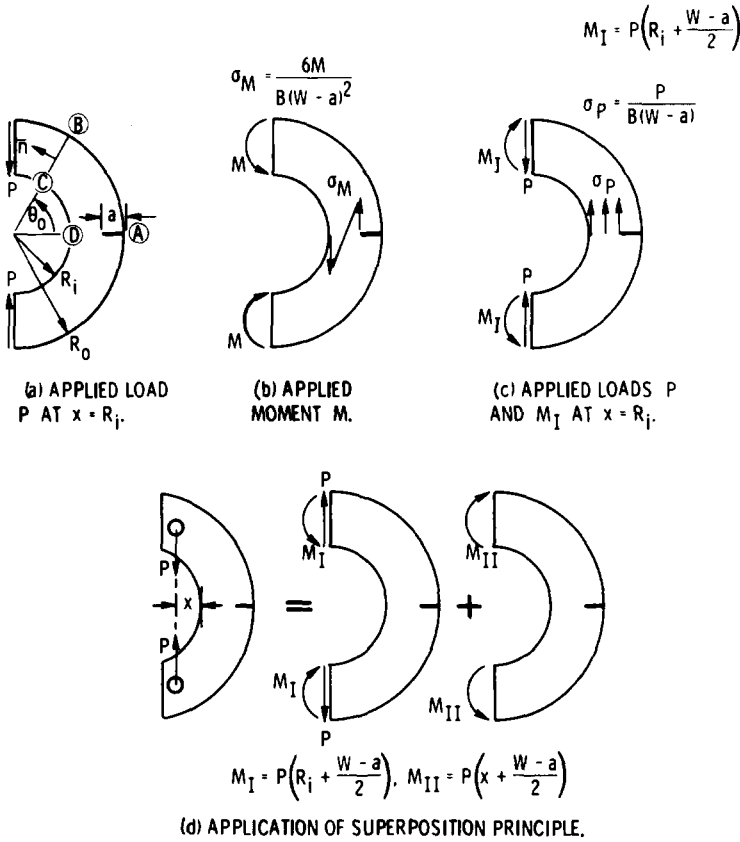 M_I = P(R_i + (W - a)/2)
σ_M = 6M / B(W - a)^2
σ_P = P / B(W - a)
B
n̄
P
C
θ_0
D
a
A
P
R_i
R_o
M
σ_M
M
M_I
P
σ_P
P
M_I
(a) APPLIED LOAD
P AT x = R_i.
(b) APPLIED
MOMENT M.
(c) APPLIED LOADS P
AND M_I AT x = R_i.
P
P
x
P
M_I
=
+
M_II
M_I
P
M_II
M_I = P(R_i + (W - a)/2), M_II = P(x + (W - a)/2)
(d) APPLICATION OF SUPERPOSITION PRINCIPLE.